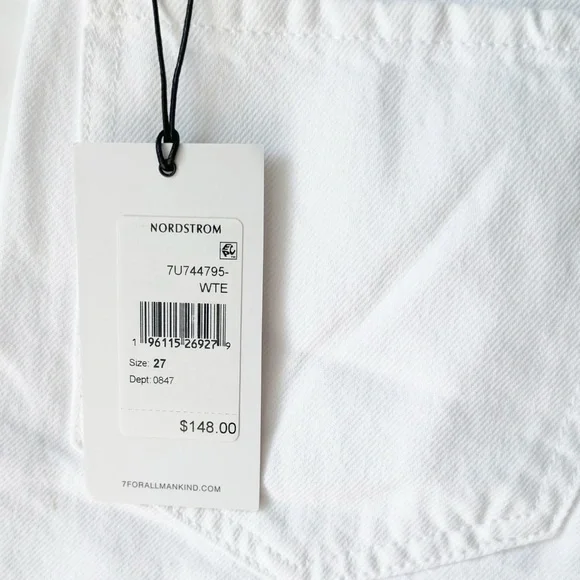 NORDSTROM
7U744795-
WTE
1 96115 26927 9
Size: 27
Dept: 0847
$148.00
7FORALLMANKIND.COM